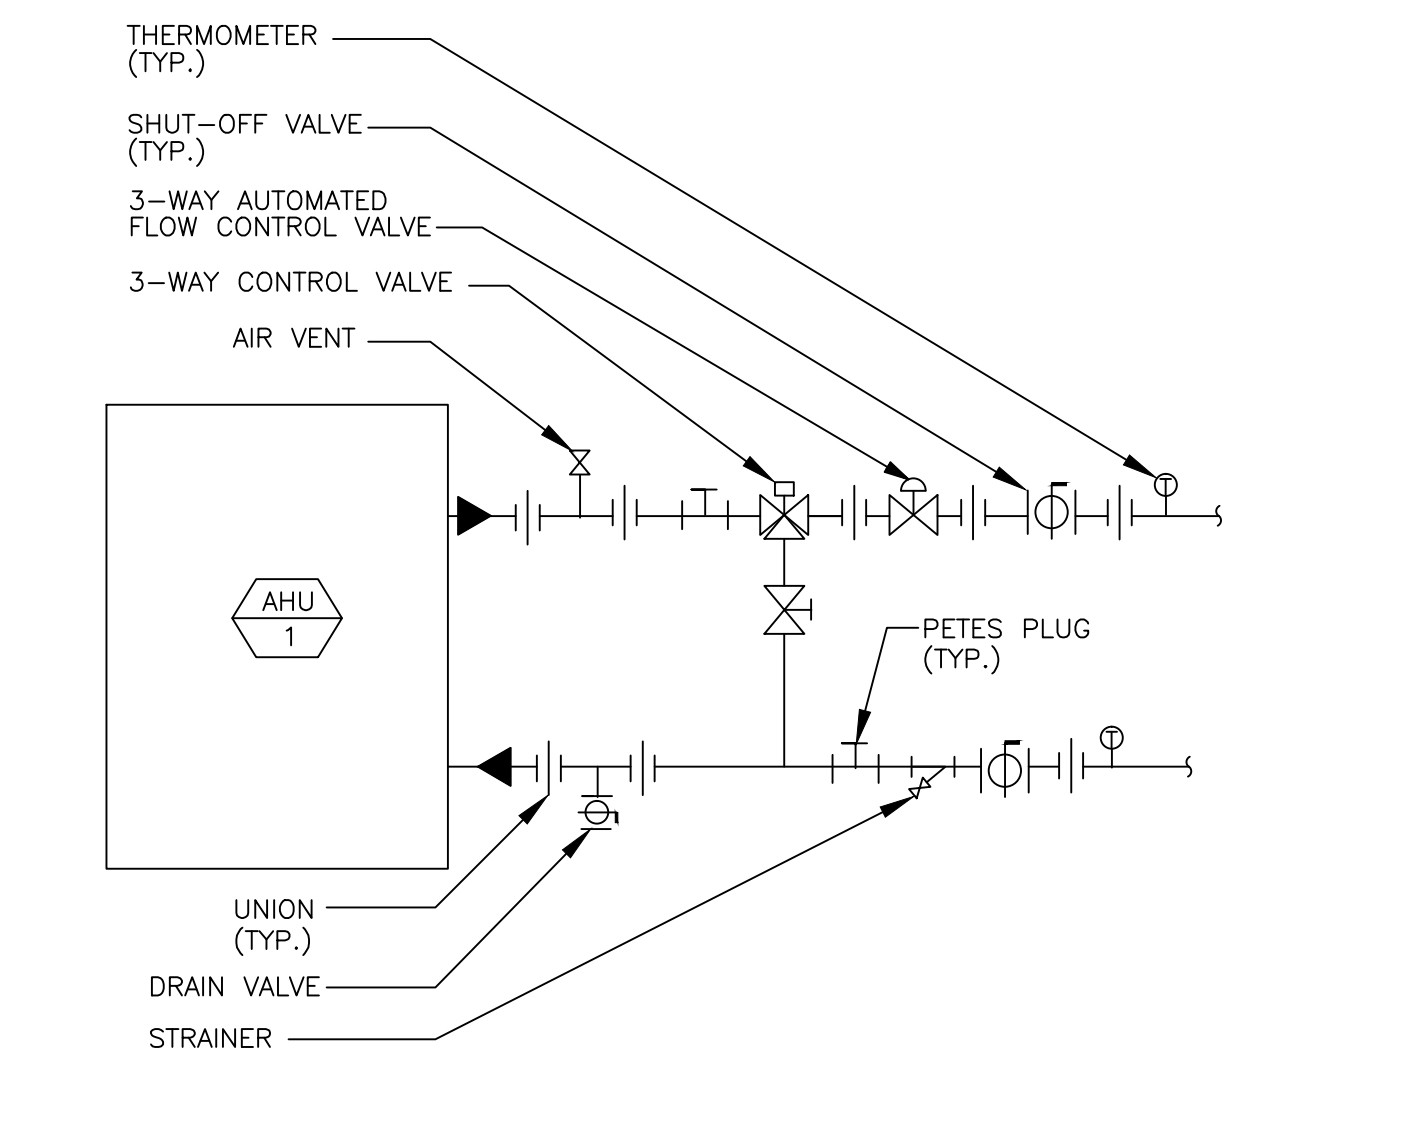 THERMOMETER
(TYP.)
SHUT-OFF VALVE
(TYP.)
3-WAY AUTOMATED
FLOW CONTROL VALVE
3-WAY CONTROL VALVE
AIR VENT
T
AHU
1
PETES PLUG
(TYP.)
T
UNION
(TYP.)
DRAIN VALVE
STRAINER